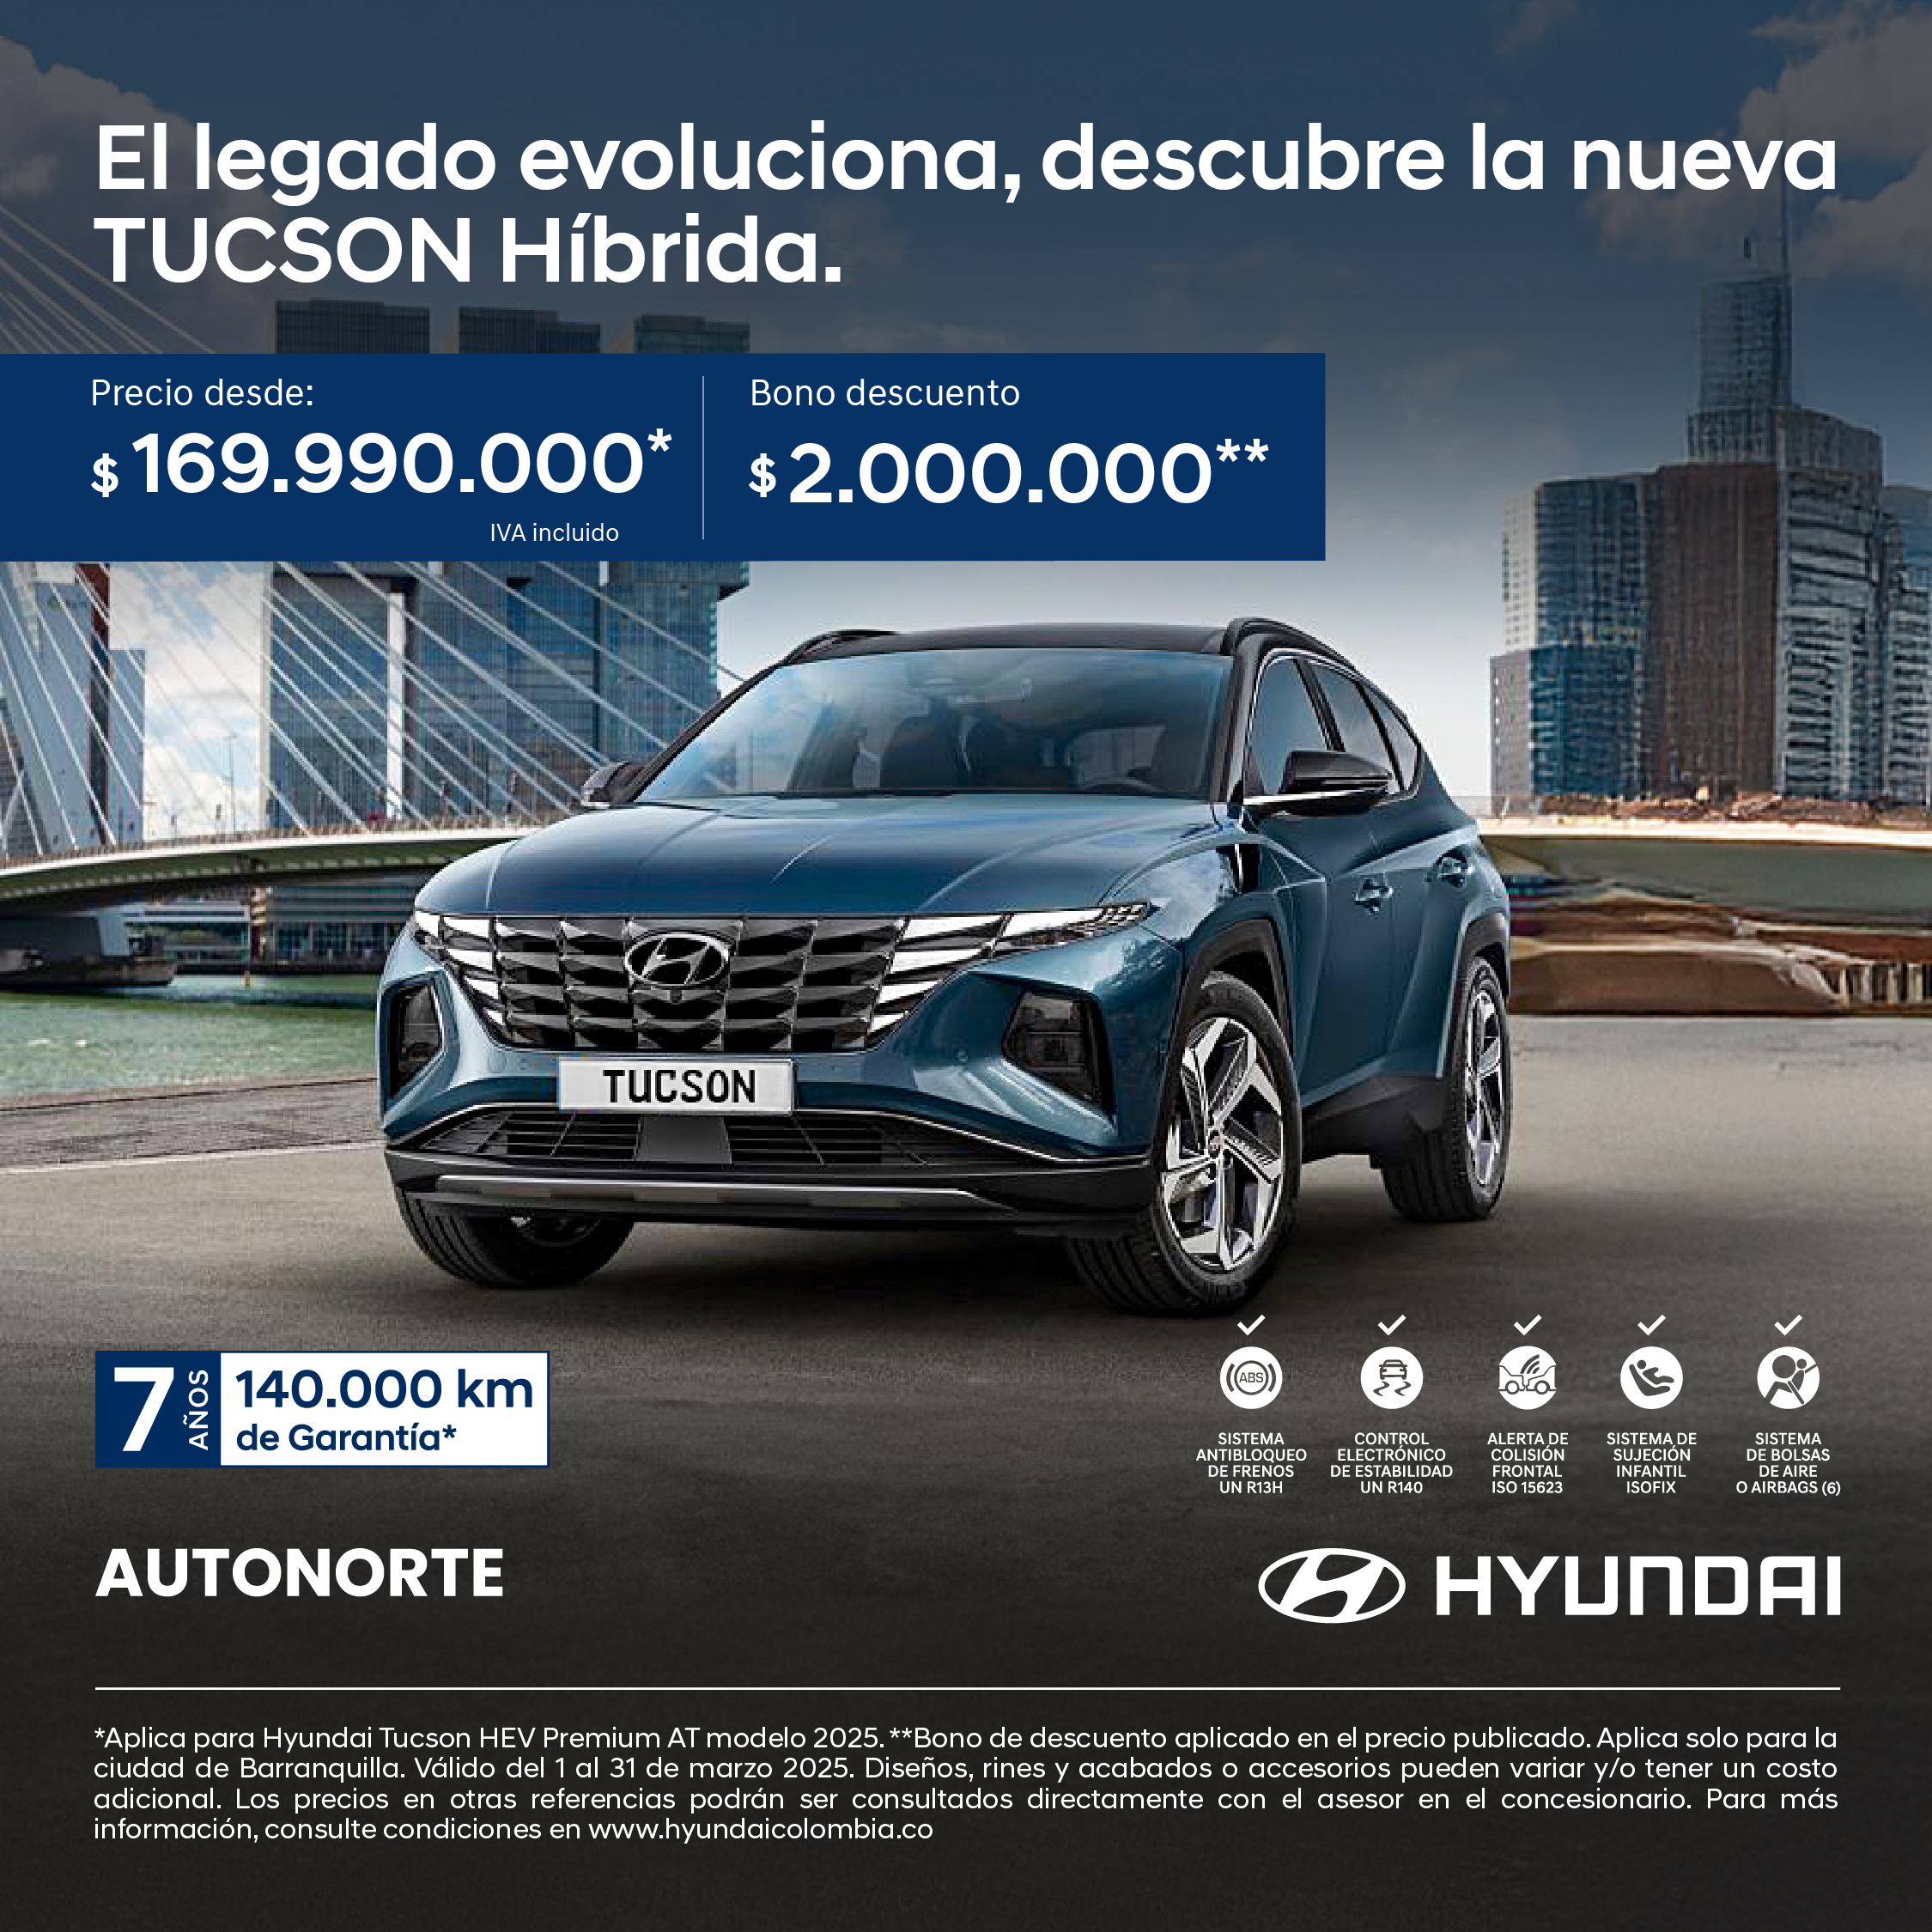 El legado evoluciona, descubre la nueva
TUCSON Híbrida.
Precio desde:
$ 169.990.000*
IVA incluido
Bono descuento
$ 2.000.000**
TUCSON
7 AÑOS
140.000 km
de Garantía*
ABS
SISTEMA
ANTIBLOQUEO
DE FRENOS
UN R13H
CONTROL
ELECTRÓNICO
DE ESTABILIDAD
UN R140
ALERTA DE
COLISIÓN
FRONTAL
ISO 15623
SISTEMA DE
SUJECIÓN
INFANTIL
ISOFIX
SISTEMA
DE BOLSAS
DE AIRE
O AIRBAGS (6)
AUTONORTE
HYUNDAI
*Aplica para Hyundai Tucson HEV Premium AT modelo 2025. **Bono de descuento aplicado en el precio publicado. Aplica solo para la
ciudad de Barranquilla. Válido del 1 al 31 de marzo 2025. Diseños, rines y acabados o accesorios pueden variar y/o tener un costo
adicional. Los precios en otras referencias podrán ser consultados directamente con el asesor en el concesionario. Para más
información, consulte condiciones en www.hyundaicolombia.co